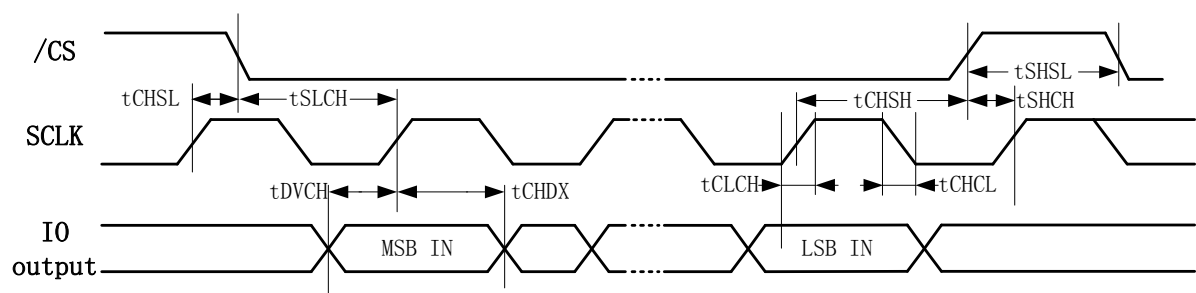 /CS
tSHSL
tCHSL
tSLCH
tCHSH
tSHCH
SCLK
tDVCH
tCHDX
tCLCH
tCHCL
IO
output
MSB IN
LSB IN